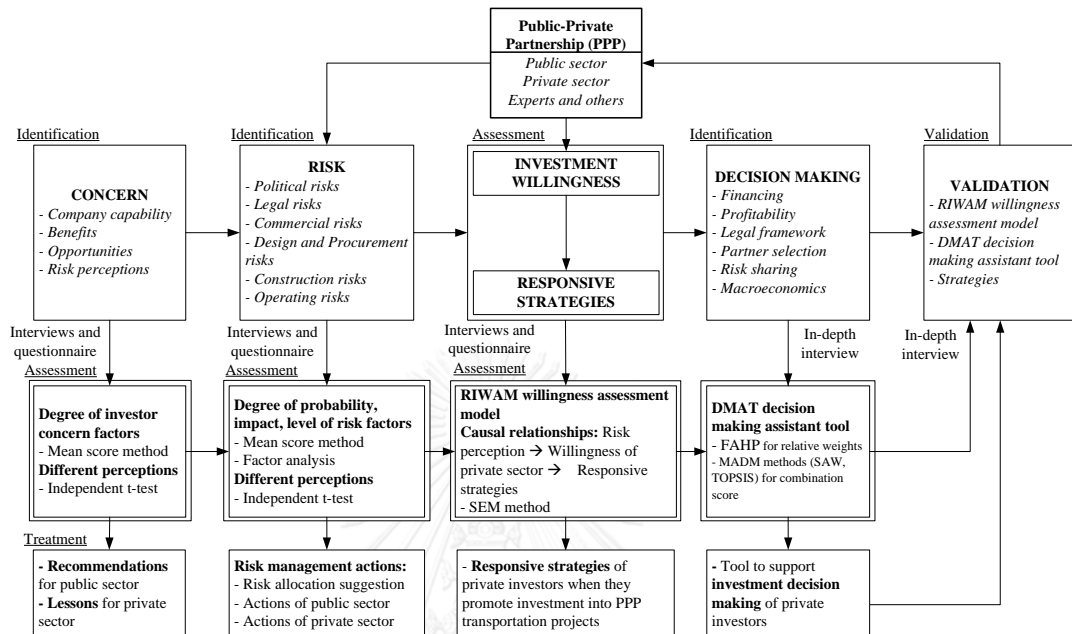 Public-Private
Partnership (PPP)
Public sector
Private sector
Experts and others
Identification
CONCERN
- Company capability
- Benefits
- Opportunities
- Risk perceptions
Identification
RISK
- Political risks
- Legal risks
- Commercial risks
- Design and Procurement
risks
- Construction risks
- Operating risks
Assessment
INVESTMENT
WILLINGNESS
RESPONSIVE
STRATEGIES
Identification
DECISION MAKING
- Financing
- Profitability
- Legal framework
- Partner selection
- Risk sharing
- Macroeconomics
Validation
VALIDATION
- RIWAM willingness
assessment model
- DMAT decision
making assistant tool
- Strategies
Interviews and
questionnaire
Interviews and
questionnaire
Interviews and
questionnaire
In-depth
interview
In-depth
interview
Assessment
Degree of investor
concern factors
- Mean score method
Different perceptions
- Independent t-test
Assessment
Degree of probability,
impact, level of risk factors
- Mean score method
- Factor analysis
Different perceptions
- Independent t-test
Assessment
RIWAM willingness assessment
model
Causal relationships: Risk
perception → Willingness of
private sector → Responsive
strategies
- SEM method
DMAT decision
making assistant tool
- FAHP for relative weights
- MADM methods (SAW,
TOPSIS) for combination
score
Treatment
- Recommendations
for public sector
- Lessons for private
sector
Risk management actions:
- Risk allocation suggestion
- Actions of public sector
- Actions of private sector
- Responsive strategies of
private investors when they
promote investment into PPP
transportation projects
- Tool to support
investment decision
making of private
investors